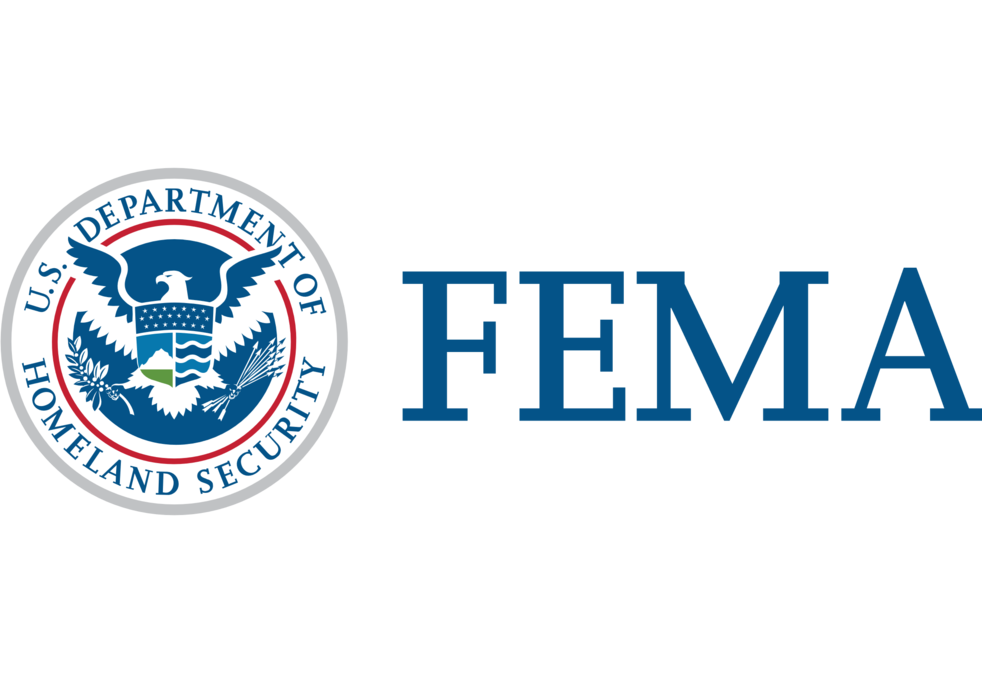 U.S. DEPARTMENT OF
HOMELAND SECURITY
FEMA